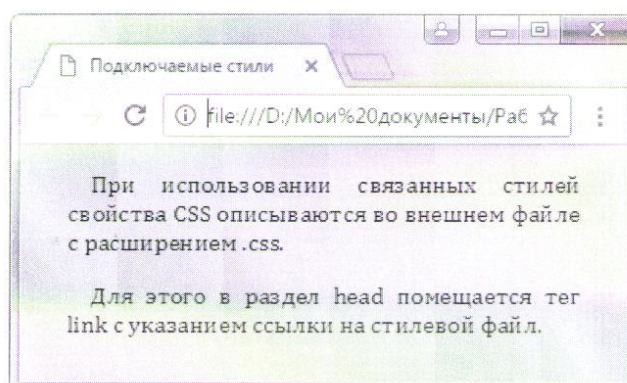 Подключаемые стили
file:///D:/Мои%20документы/Раб
При использовании связанных стилей
свойства CSS описываются во внешнем файле
с расширением .css.
Для этого в раздел head помещается тег
link с указанием ссылки на стилевой файл.